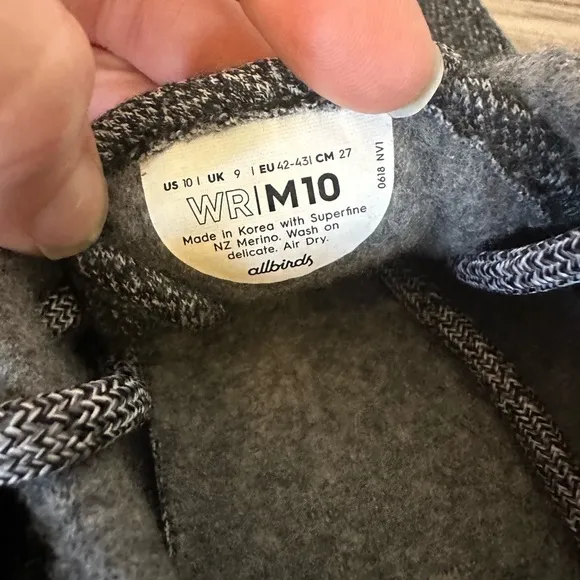 US 10 | UK 9 | EU 42-43 | CM 27
WR|M10
Made in Korea with Superfine
NZ Merino. Wash on
delicate. Air Dry.
allbirds
0618 NV1